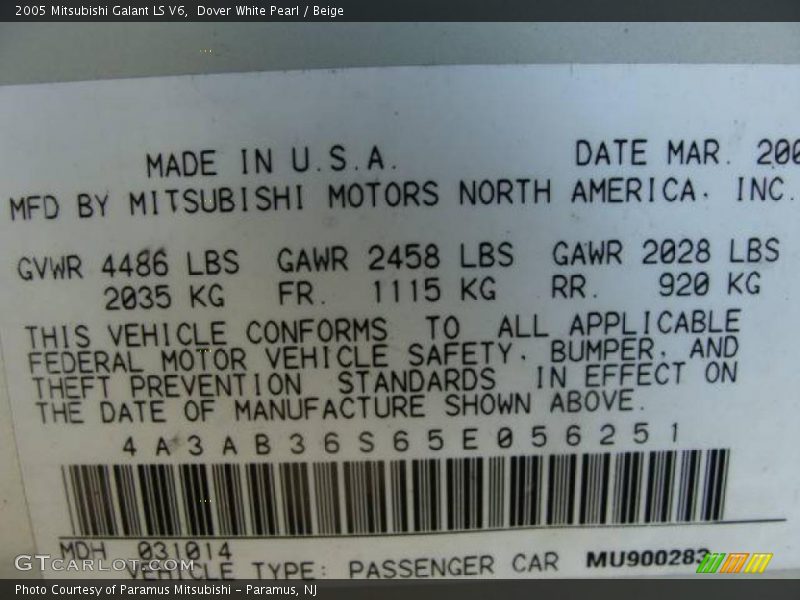 2005 Mitsubishi Galant LS V6, Dover White Pearl / Beige
MADE IN U.S.A. DATE MAR. 200
MFD BY MITSUBISHI MOTORS NORTH AMERICA. INC.
GVWR 4486 LBS GAWR 2458 LBS GAWR 2028 LBS
2035 KG FR. 1115 KG RR. 920 KG
THIS VEHICLE CONFORMS TO ALL APPLICABLE
FEDERAL MOTOR VEHICLE SAFETY. BUMPER. AND
THEFT PREVENTION STANDARDS IN EFFECT ON
THE DATE OF MANUFACTURE SHOWN ABOVE.
4A3AB36S65E056251
MDH 031014
VEHICLE TYPE: PASSENGER CAR MU900283
GTCarLot.com
Photo Courtesy of Paramus Mitsubishi - Paramus, NJ